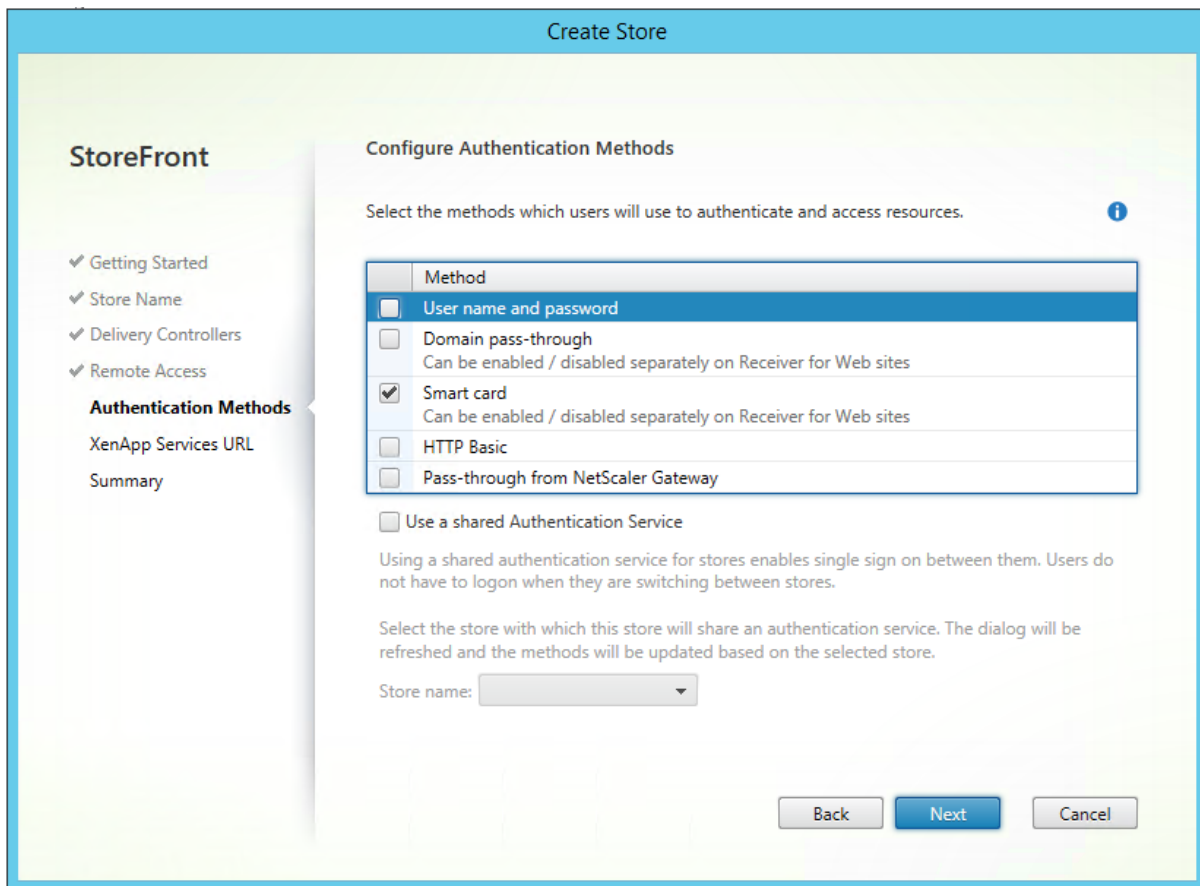 Create Store
StoreFront
Getting Started
Store Name
Delivery Controllers
Remote Access
Authentication Methods
XenApp Services URL
Summary
Configure Authentication Methods
Select the methods which users will use to authenticate and access resources.
Method
User name and password
Domain pass-through
Can be enabled / disabled separately on Receiver for Web sites
Smart card
Can be enabled / disabled separately on Receiver for Web sites
HTTP Basic
Pass-through from NetScaler Gateway
Use a shared Authentication Service
Using a shared authentication service for stores enables single sign on between them. Users do
not have to logon when they are switching between stores.
Select the store with which this store will share an authentication service. The dialog will be
refreshed and the methods will be updated based on the selected store.
Store name:
Back
Next
Cancel